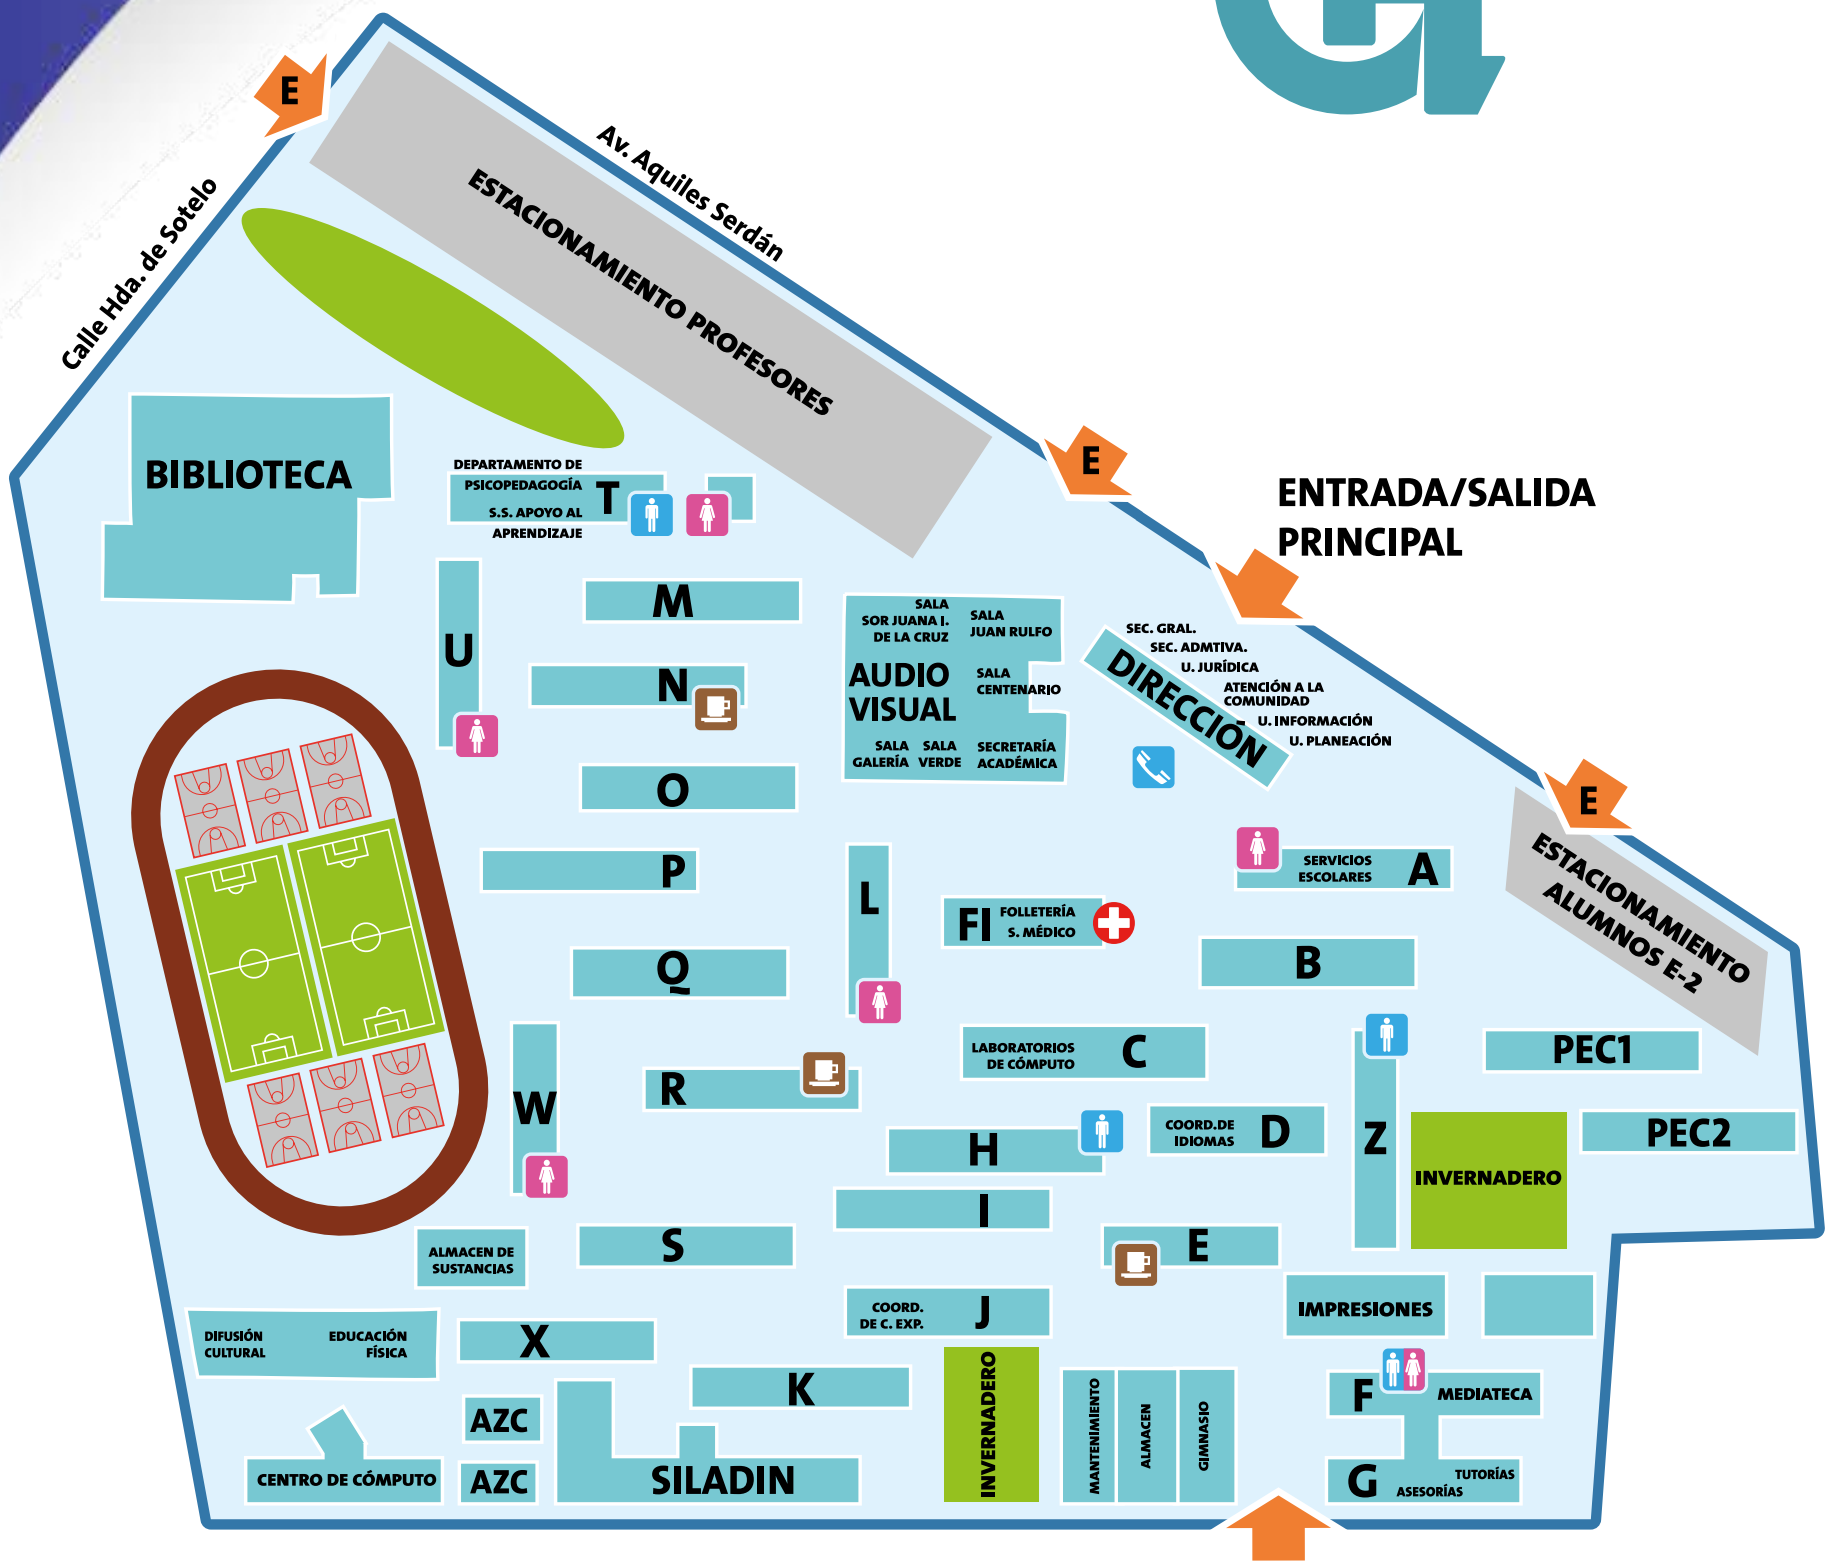 E
Calle Hda. de Sotelo
Av. Aquiles Serdán
ESTACIONAMIENTO PROFESORES
E
ENTRADA/SALIDA
PRINCIPAL
BIBLIOTECA
DEPARTAMENTO DE
PSICOPEDAGOGÍA
S.S. APOYO AL
APRENDIZAJE
T
U
M
N
O
P
Q
SALA
SOR JUANA I.
DE LA CRUZ
SALA
JUAN RULFO
AUDIO
VISUAL
SALA
CENTENARIO
SALA
GALERÍA
SALA
VERDE
SECRETARÍA
ACADÉMICA
SEC. GRAL.
SEC. ADMTIVA.
U. JURÍDICA
ATENCIÓN A LA
COMUNIDAD
U. INFORMACIÓN
U. PLANEACIÓN
DIRECCIÓN
E
ESTACIONAMIENTO
ALUMNOS E-2
SERVICIOS
ESCOLARES
A
L
FI
FOLLETERÍA
S. MÉDICO
B
LABORATORIOS
DE CÓMPUTO
C
PEC1
W
R
H
COORD.DE
IDIOMAS
D
Z
INVERNADERO
PEC2
I
ALMACEN DE
SUSTANCIAS
S
E
COORD.
DE C. EXP.
J
IMPRESIONES
DIFUSIÓN
CULTURAL
EDUCACIÓN
FÍSICA
X
K
INVERNADERO
MANTENIMIENTO
ALMACEN
GIMNASIO
F
MEDIATECA
AZC
CENTRO DE CÓMPUTO
AZC
SILADIN
G
TUTORÍAS
ASESORÍAS